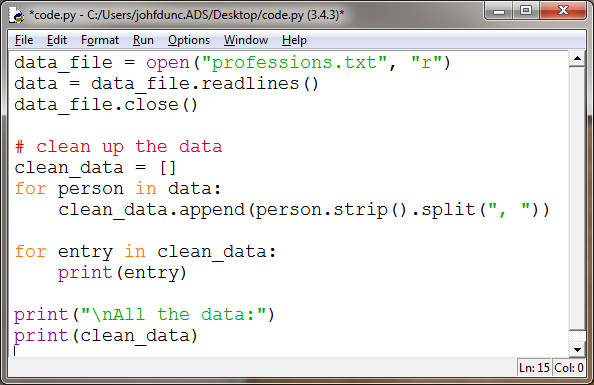 *code.py - C:/Users/johfdunc.ADS/Desktop/code.py (3.4.3)*
File Edit Format Run Options Window Help
data_file = open("professions.txt", "r")
data = data_file.readlines()
data_file.close()

# clean up the data
clean_data = []
for person in data:
    clean_data.append(person.strip().split(", "))

for entry in clean_data:
    print(entry)

print("\nAll the data:")
print(clean_data)
Ln: 15 Col: 0